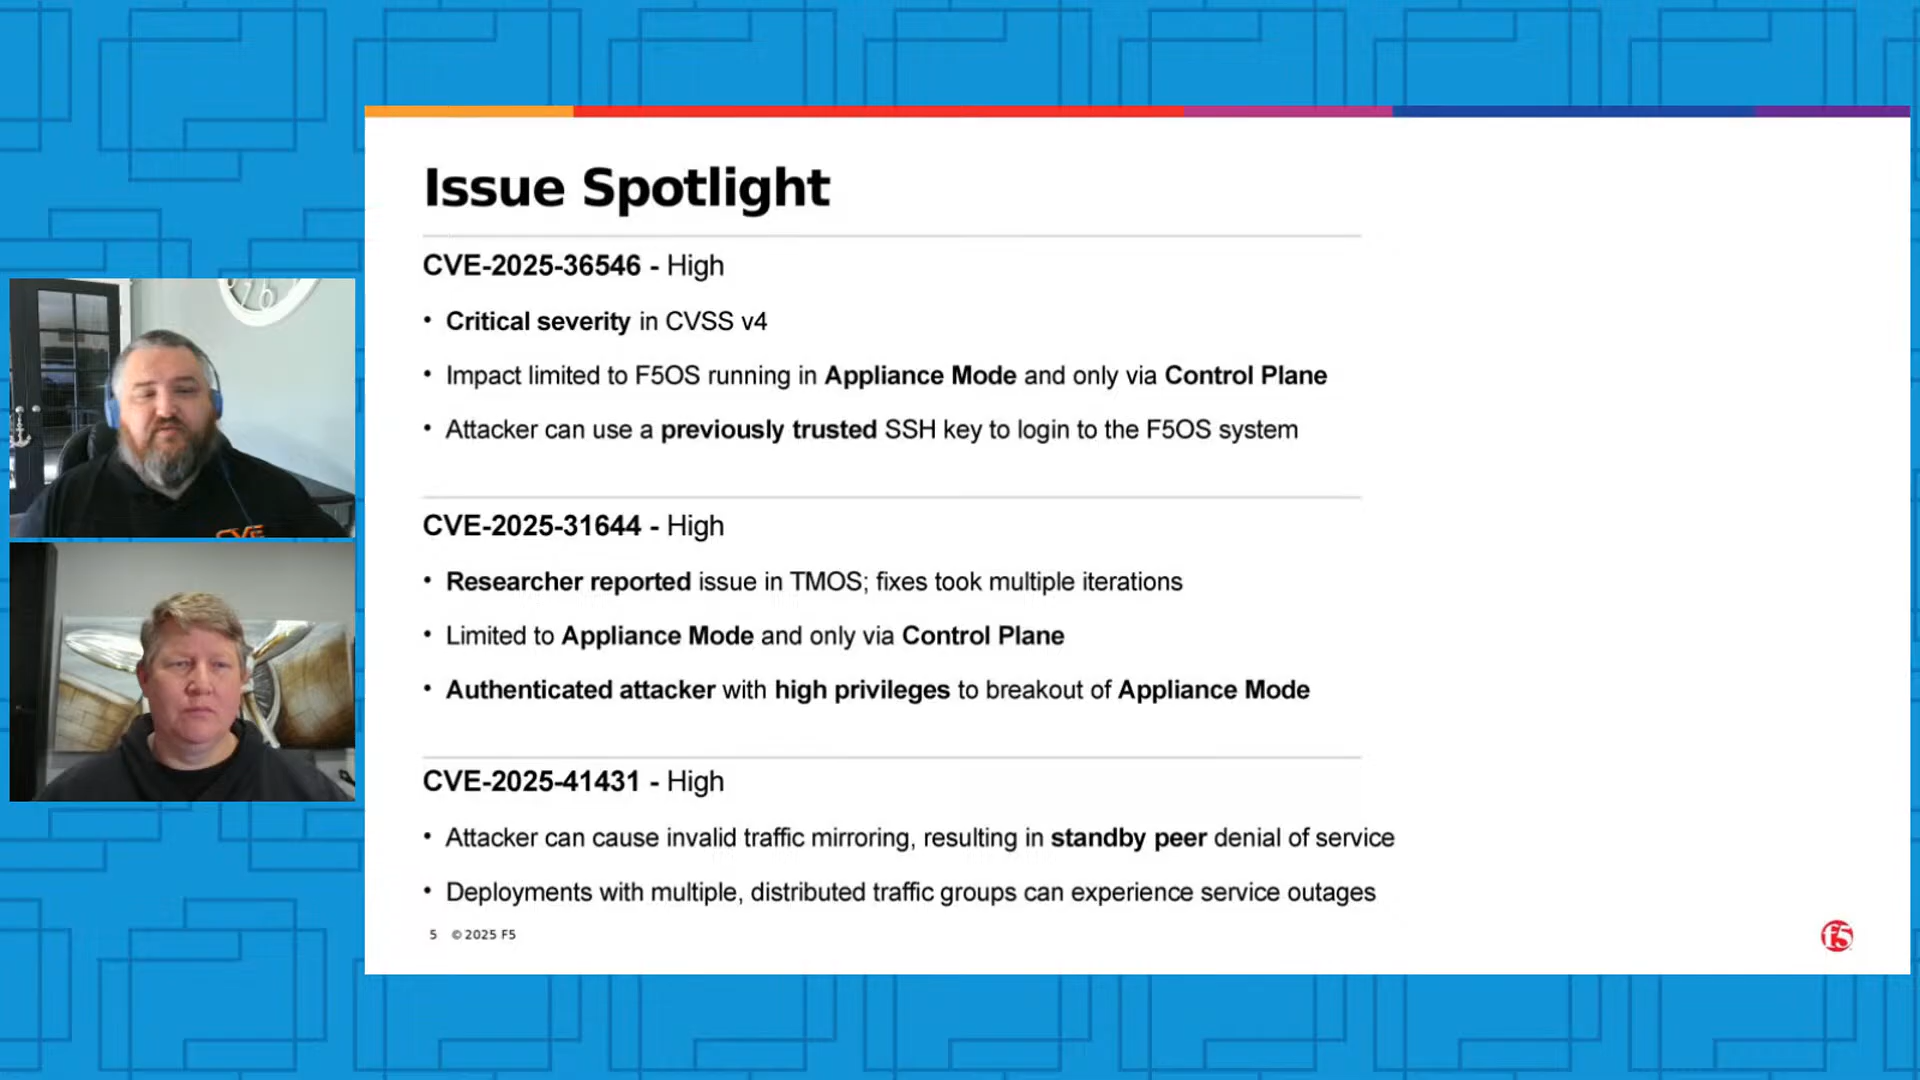 Issue Spotlight
CVE-2025-36546 - High
• Critical severity in CVSS v4
• Impact limited to F5OS running in Appliance Mode and only via Control Plane
• Attacker can use a previously trusted SSH key to login to the F5OS system
CVE-2025-31644 - High
• Researcher reported issue in TMOS; fixes took multiple iterations
• Limited to Appliance Mode and only via Control Plane
• Authenticated attacker with high privileges to breakout of Appliance Mode
CVE-2025-41431 - High
• Attacker can cause invalid traffic mirroring, resulting in standby peer denial of service
• Deployments with multiple, distributed traffic groups can experience service outages
5 © 2025 F5
f5
CVE